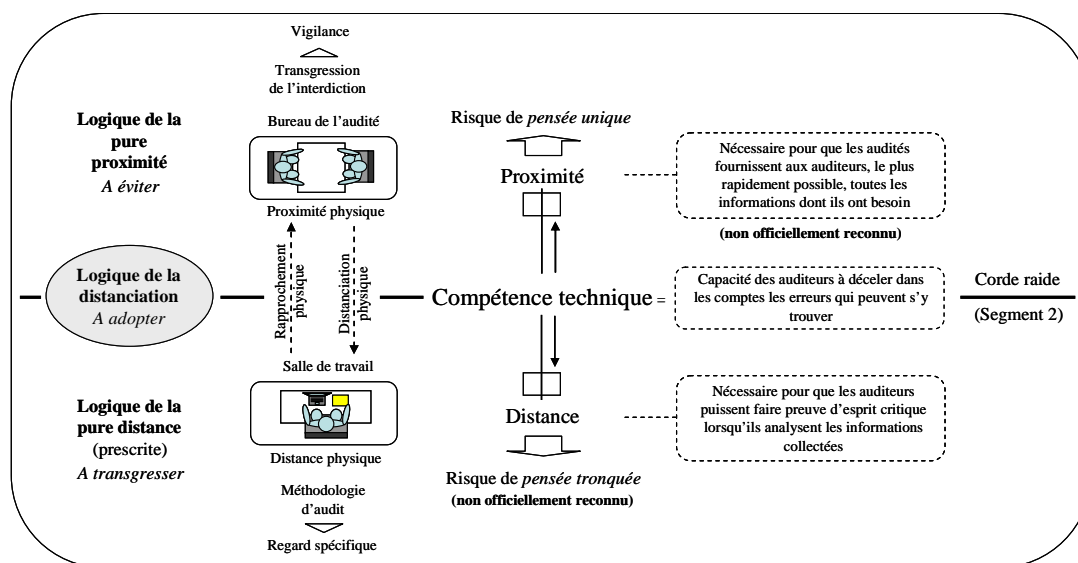 Vigilance
Transgression
de l'interdiction
Logique de la
pure
proximité
A éviter
Bureau de l'audité
Proximité physique
Risque de pensée unique
Proximité
Nécessaire pour que les audités
fournissent aux auditeurs, le plus
rapidement possible, toutes les
informations dont ils ont besoin
(non officiellement reconnu)
Logique de la
distanciation
A adopter
Rapprochement
physique
Distanciation
physique
Compétence technique =
Capacité des auditeurs à déceler dans
les comptes les erreurs qui peuvent s'y
trouver
Corde raide
(Segment 2)
Salle de travail
Logique de la
pure distance
(prescrite)
A transgresser
Distance physique
Distance
Nécessaire pour que les auditeurs
puissent faire preuve d'esprit critique
lorsqu'ils analysent les informations
collectées
Risque de pensée tronquée
(non officiellement reconnu)
Méthodologie
d'audit
Regard spécifique